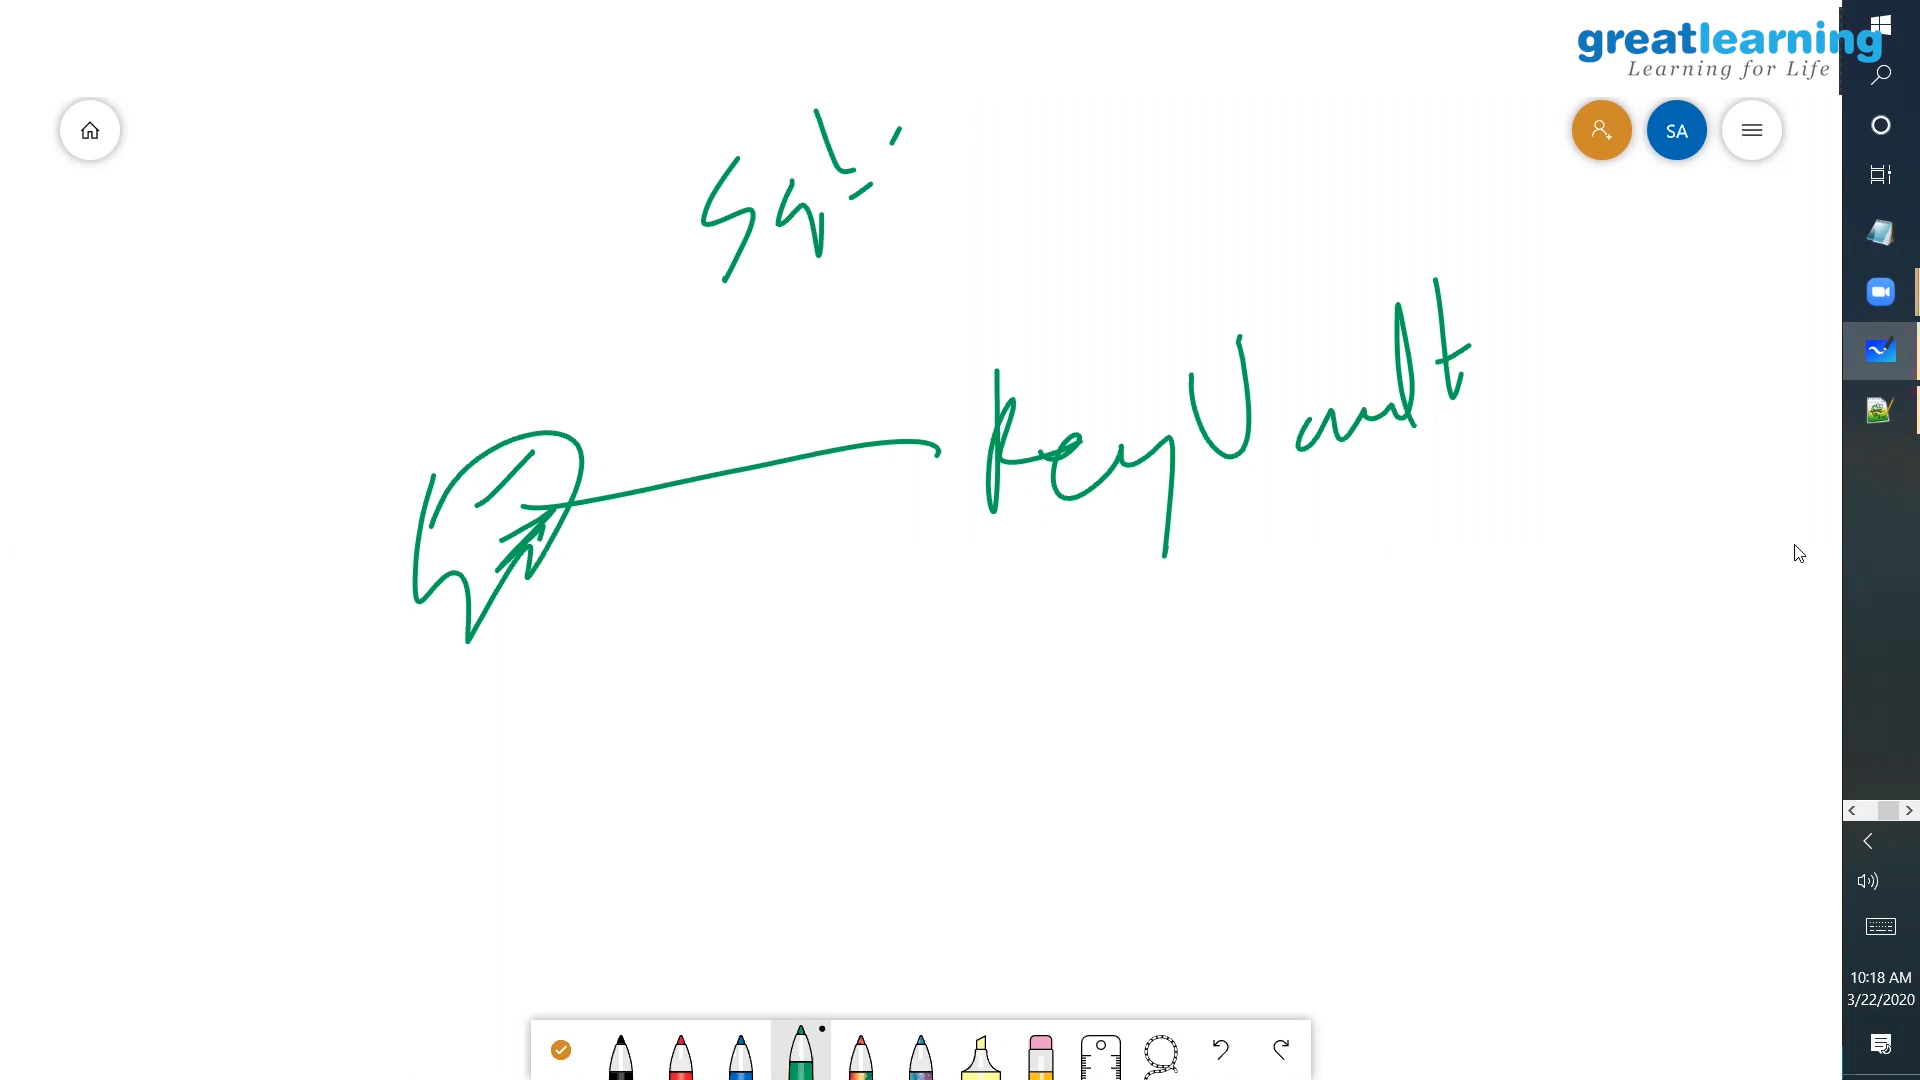 greatlearning
Learning for Life
SA
Sql
KeyVault
10:18 AM
3/22/2020